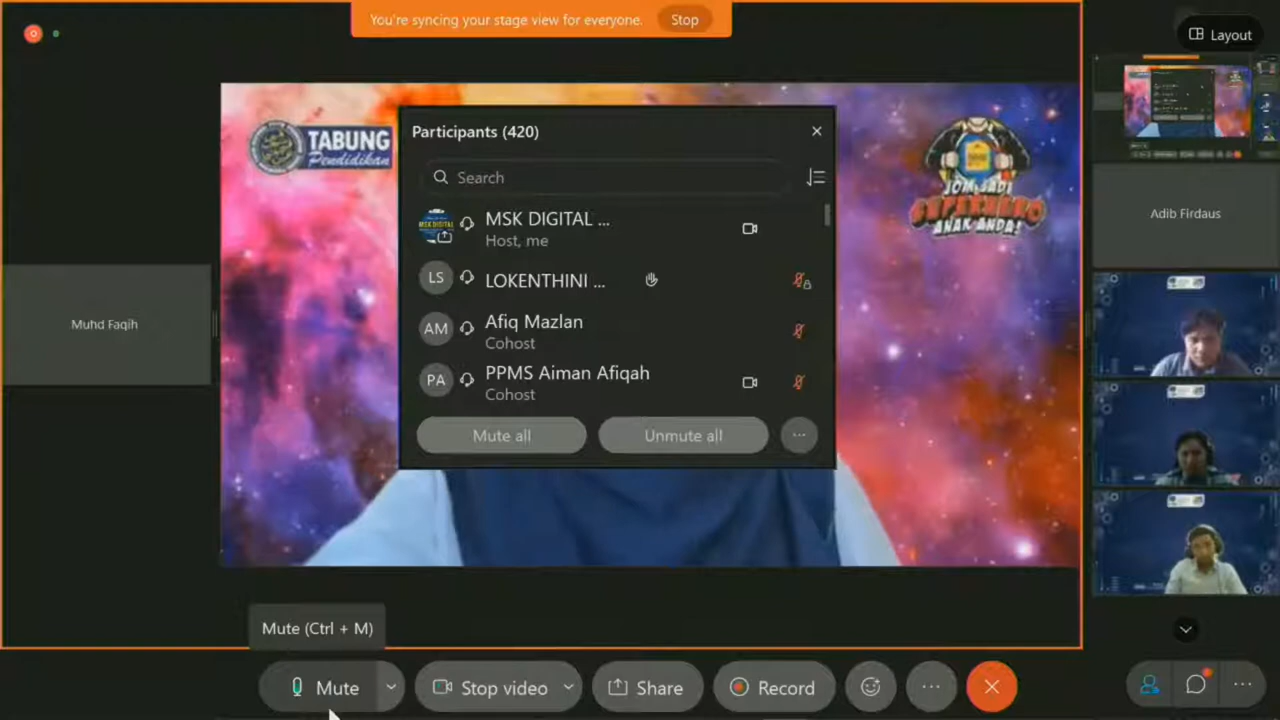 You're syncing your stage view for everyone. Stop
Layout
TABUNG
Pendidikan
JOM JADI
SUPERHERO
ANAK ANDA!
Participants (420)
Search
MSK DIGITAL
MSK DIGITAL ...
Host, me
LS
LOKENTHINI ...
AM
Afiq Mazlan
Cohost
PA
PPMS Aiman Afiqah
Cohost
Mute all
Unmute all
Muhd Faqih
Adib Firdaus
Mute (Ctrl + M)
Mute
Stop video
Share
Record